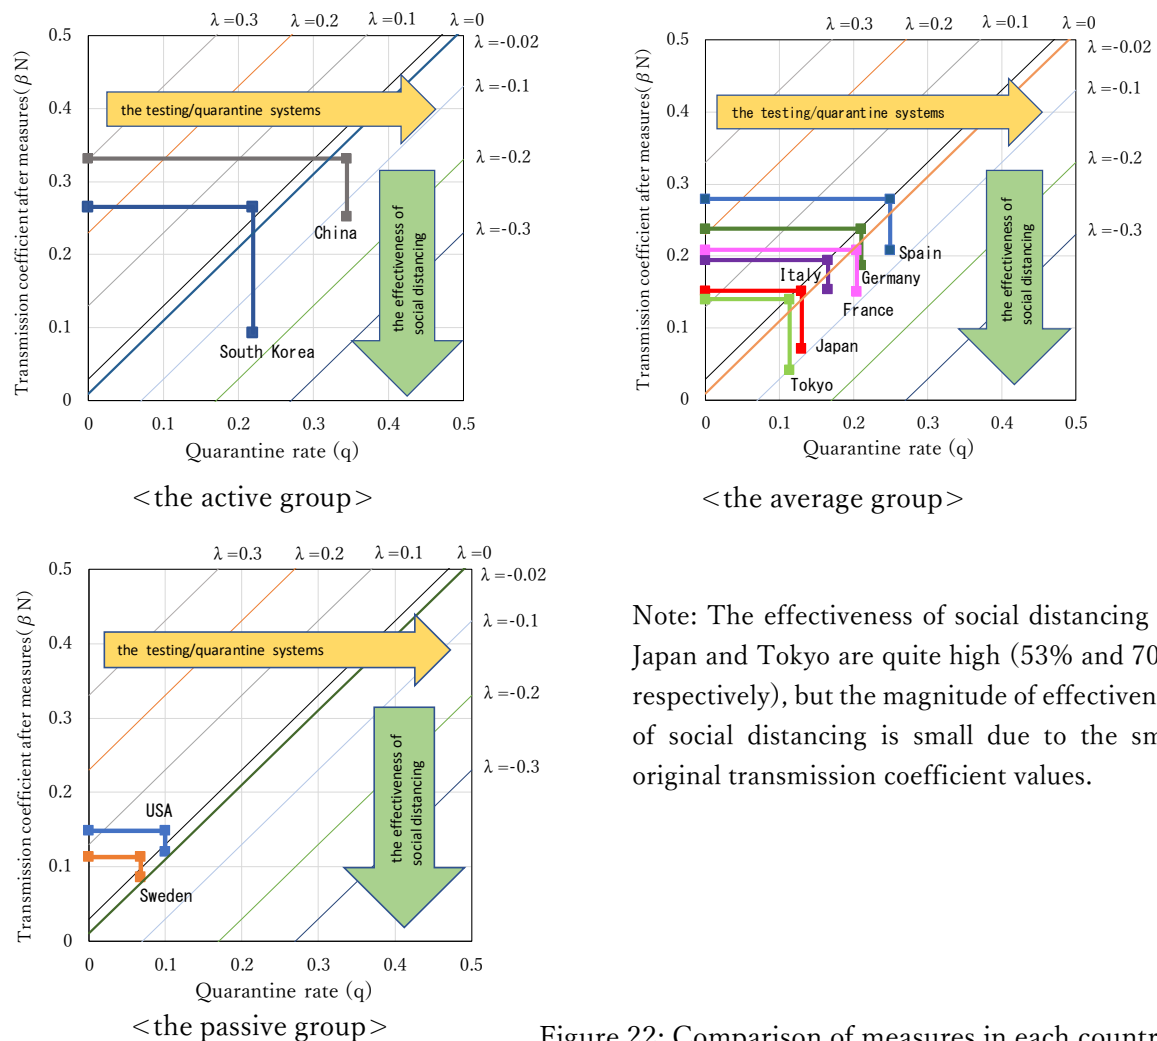 λ=0.3 λ=0.2 λ=0.1 λ=0
λ=-0.02
λ=-0.1
λ=-0.2
λ=-0.3
Transmission coefficient after measures(βN)
0.5
0.4
0.3
0.2
0.1
0
the testing/quarantine systems
the effectiveness of
social distancing
China
South Korea
0 0.1 0.2 0.3 0.4 0.5
Quarantine rate (q)
<the active group>
λ=0.3 λ=0.2 λ=0.1 λ=0
λ=-0.02
λ=-0.1
λ=-0.2
λ=-0.3
Transmission coefficient after measures(βN)
0.5
0.4
0.3
0.2
0.1
0
the testing/quarantine systems
the effectiveness of
social distancing
Spain
Italy
Germany
France
Japan
Tokyo
0 0.1 0.2 0.3 0.4 0.5
Quarantine rate (q)
<the average group>
λ=0.3 λ=0.2 λ=0.1 λ=0
λ=-0.02
λ=-0.1
λ=-0.2
λ=-0.3
Transmission coefficient after measures(βN)
0.5
0.4
0.3
0.2
0.1
0
the testing/quarantine systems
the effectiveness of
social distancing
USA
Sweden
0 0.1 0.2 0.3 0.4 0.5
Quarantine rate (q)
<the passive group>
Note: The effectiveness of social distancing
Japan and Tokyo are quite high (53% and 70
respectively), but the magnitude of
of social distancing is small due to the
original transmission coefficient values.
Figure 22: Comparison of measures in each